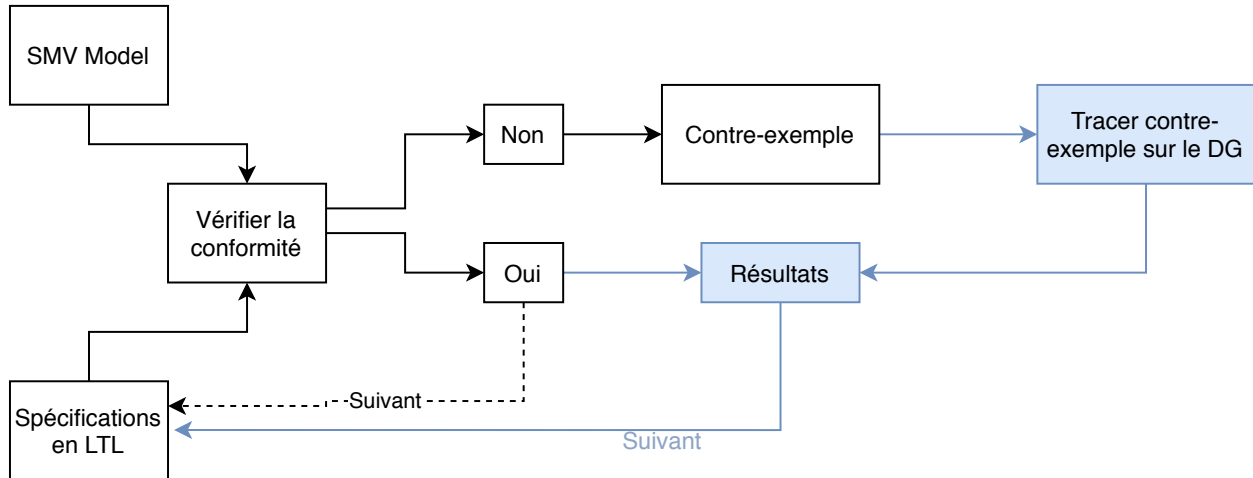 SMV Model
Non
Contre-exemple
Tracer contre-
exemple sur le DG
Vérifier la
conformité
Oui
Résultats
Suivant
Spécifications
en LTL
Suivant